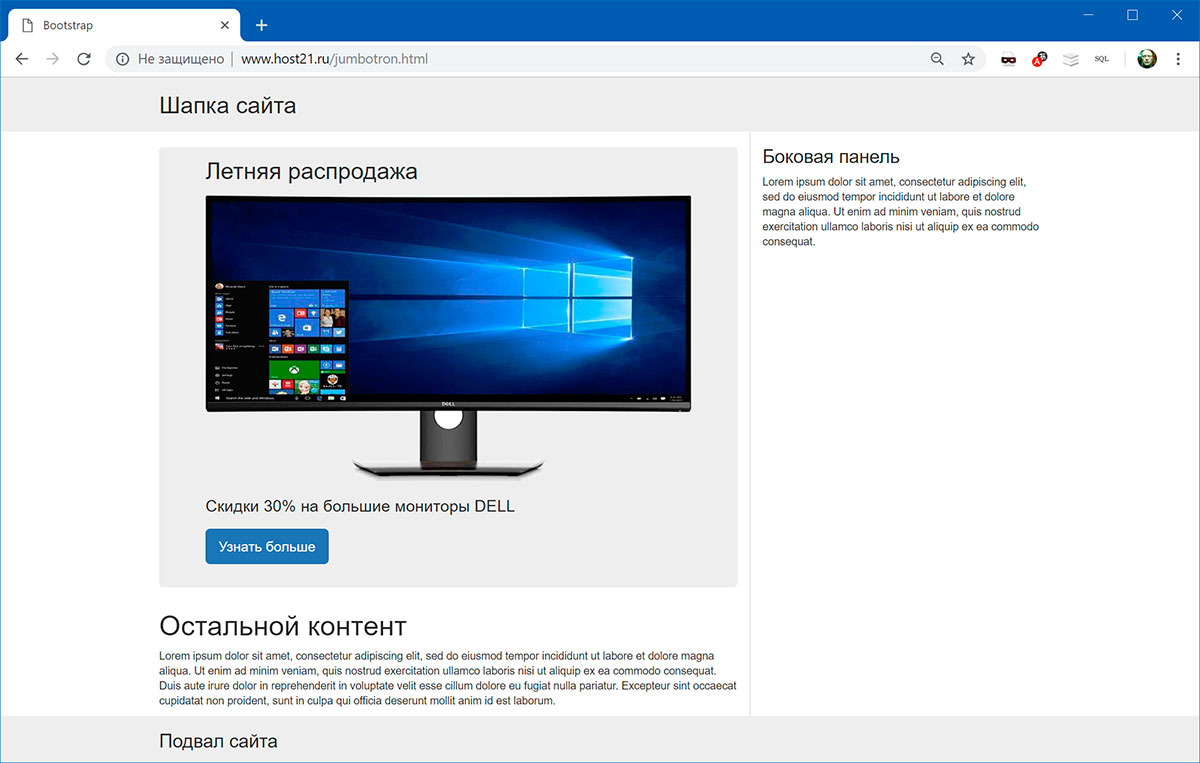 Bootstrap
Не защищено
www.host21.ru/jumbotron.html
SQL
Шапка сайта
Летняя распродажа
DELL
Скидки 30% на большие мониторы DELL
Узнать больше
Остальной контент
Lorem ipsum dolor sit amet, consectetur adipiscing elit, sed do eiusmod tempor incididunt ut labore et dolore magna
aliqua. Ut enim ad minim veniam, quis nostrud exercitation ullamco laboris nisi ut aliquip ex ea commodo consequat.
Duis aute irure dolor in reprehenderit in voluptate velit esse cillum dolore eu fugiat nulla pariatur. Excepteur sint occaecat
cupidatat non proident, sunt in culpa qui officia deserunt mollit anim id est laborum.
Боковая панель
Lorem ipsum dolor sit amet, consectetur adipiscing elit,
sed do eiusmod tempor incididunt ut labore et dolore
magna aliqua. Ut enim ad minim veniam, quis nostrud
exercitation ullamco laboris nisi ut aliquip ex ea commodo
consequat.
Подвал сайта